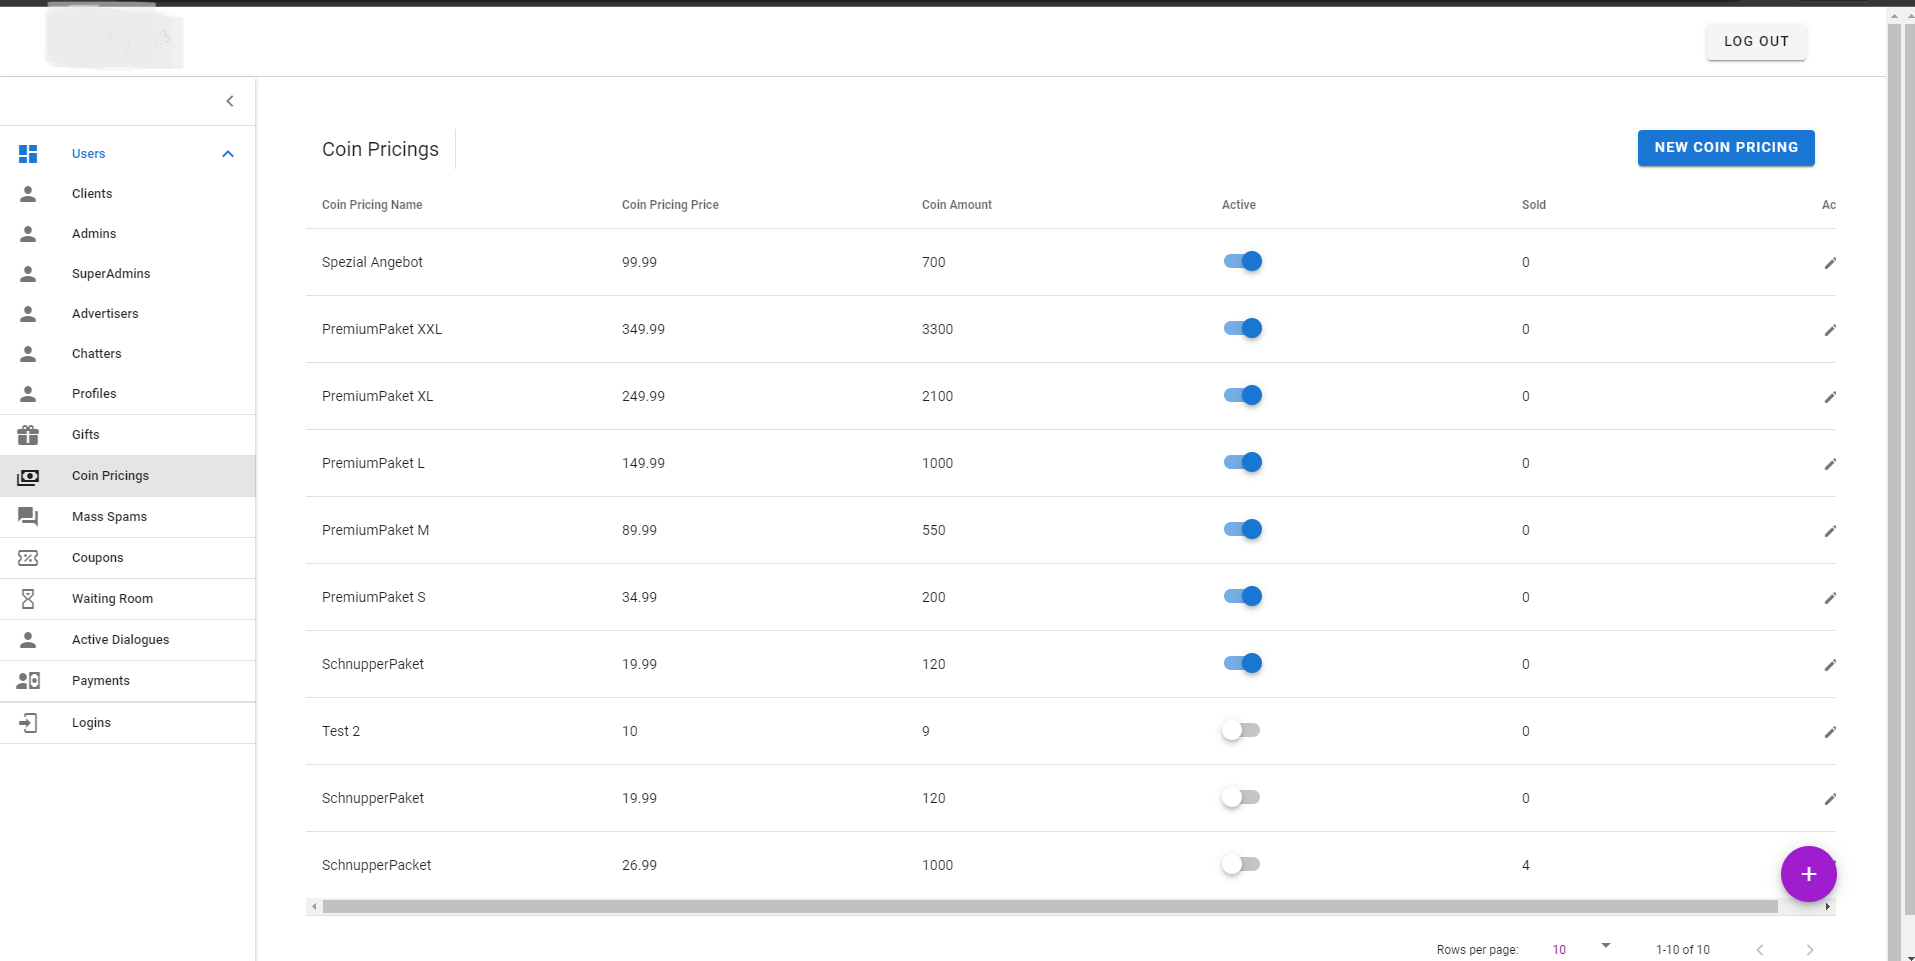 LOG OUT
Users
Clients
Admins
SuperAdmins
Advertisers
Chatters
Profiles
Gifts
Coin Pricings
Mass Spams
Coupons
Waiting Room
Active Dialogues
Payments
Logins
Coin Pricings
NEW COIN PRICING
Coin Pricing Name Coin Pricing Price Coin Amount Active Sold Ac
Spezial Angebot 99.99 700 0
PremiumPaket XXL 349.99 3300 0
PremiumPaket XL 249.99 2100 0
PremiumPaket L 149.99 1000 0
PremiumPaket M 89.99 550 0
PremiumPaket S 34.99 200 0
SchnupperPaket 19.99 120 0
Test 2 10 9 0
SchnupperPaket 19.99 120 0
SchnupperPacket 26.99 1000 4
Rows per page: 10 1-10 of 10